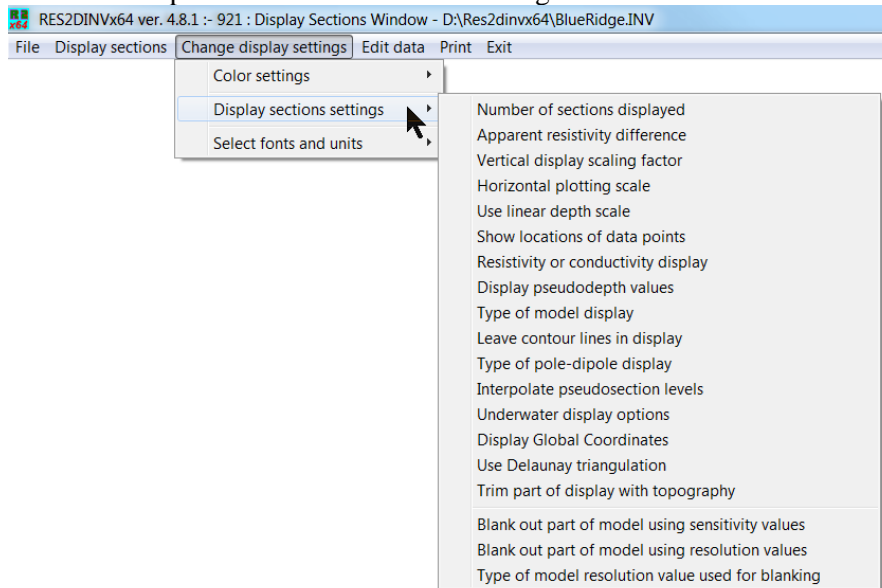 RES2DINVx64 ver. 4.8.1 :- 921 : Display Sections Window - D:\Res2dinvx64\BlueRidge.INV
File Display sections Change display settings Edit data Print Exit
Color settings
Display sections settings
Select fonts and units
Number of sections displayed
Apparent resistivity difference
Vertical display scaling factor
Horizontal plotting scale
Use linear depth scale
Show locations of data points
Resistivity or conductivity display
Display pseudodepth values
Type of model display
Leave contour lines in display
Type of pole-dipole display
Interpolate pseudosection levels
Underwater display options
Display Global Coordinates
Use Delaunay triangulation
Trim part of display with topography
Blank out part of model using sensitivity values
Blank out part of model using resolution values
Type of model resolution value used for blanking